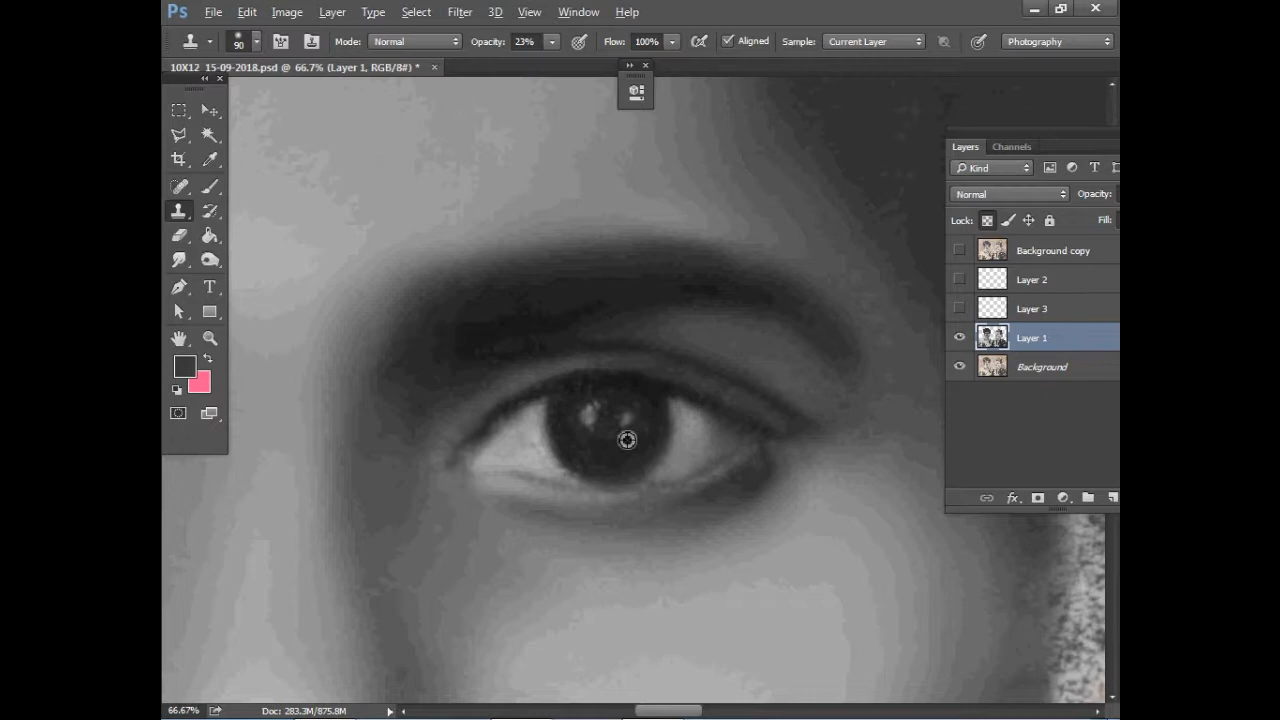 Ps File Edit Image Layer Type Select Filter 3D View Window Help
90 Mode: Normal Opacity: 23% Flow: 100% Aligned Sample: Current Layer Photography
10X12 15-09-2018.psd @ 66.7% (Layer 1, RGB/8#) *
Layers Channels
Kind
Normal Opacity:
Lock: Fill:
Background copy
Layer 2
Layer 3
Layer 1
Background
66.67% Doc: 283.3M/875.8M